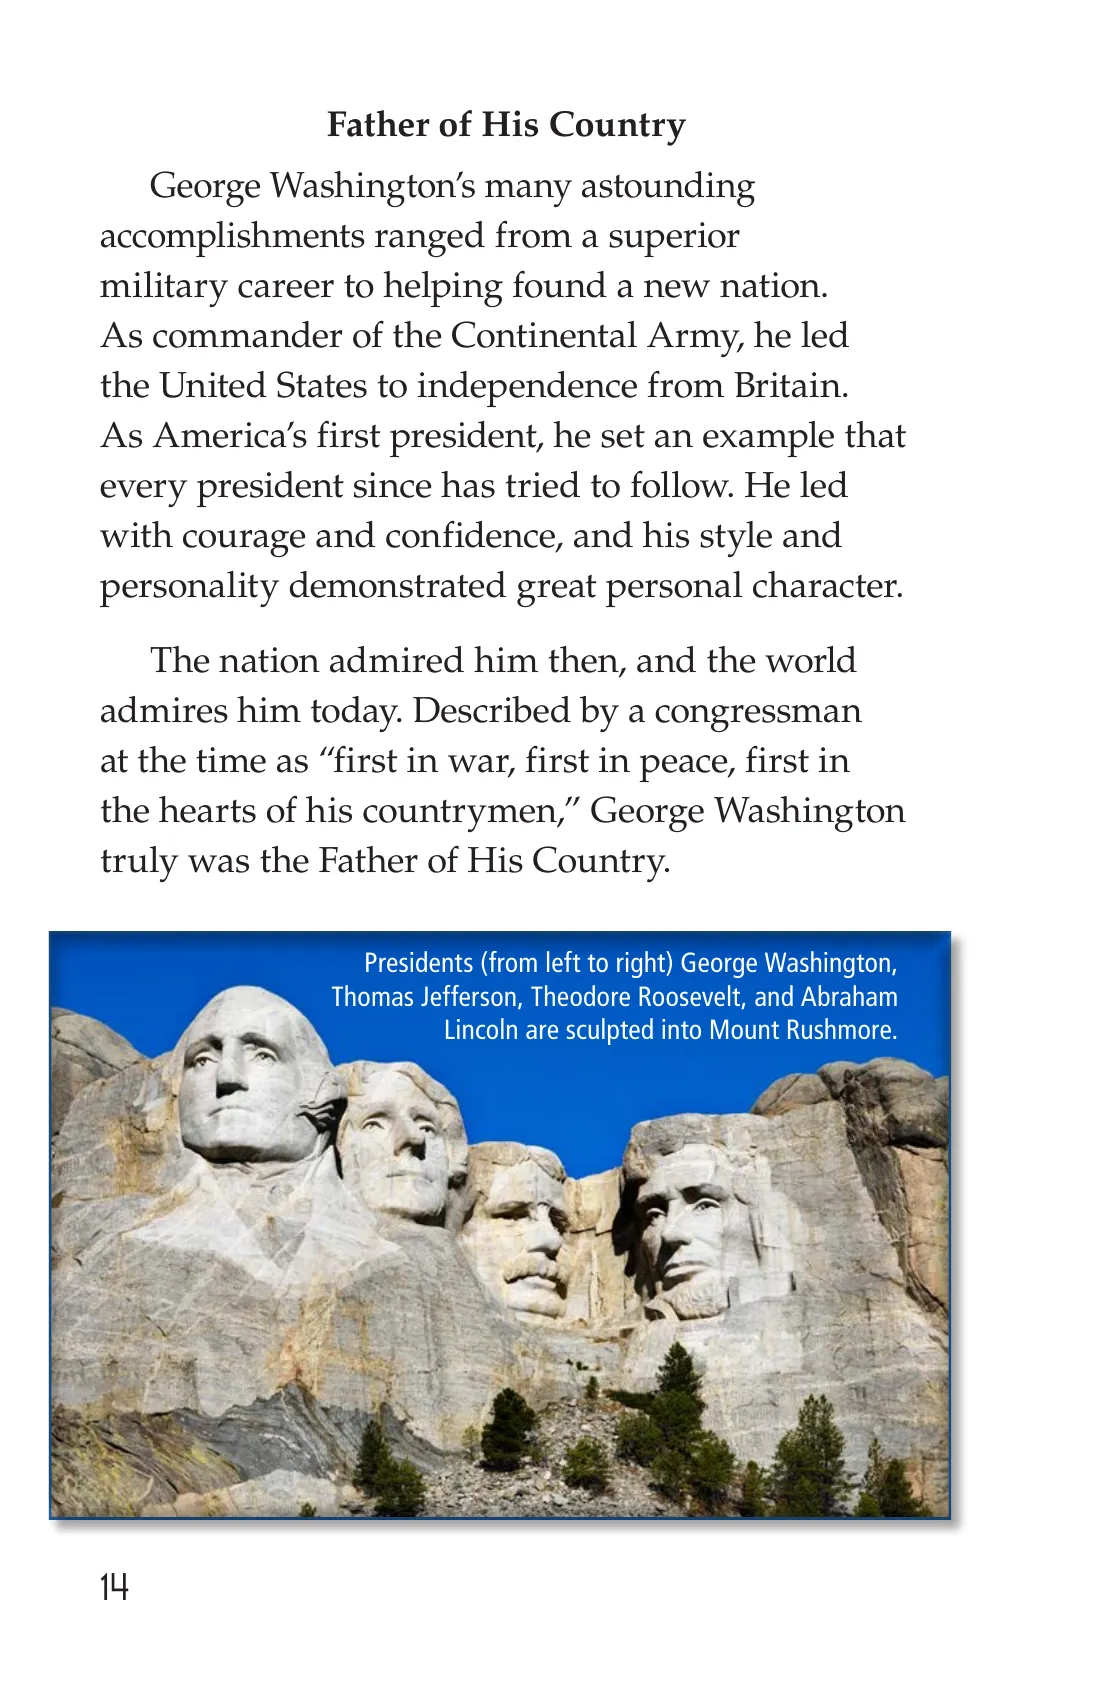 Father of His Country
George Washington’s many astounding
accomplishments ranged from a superior
military career to helping found a new nation.
As commander of the Continental Army, he led
the United States to independence from Britain.
As America’s first president, he set an example that
every president since has tried to follow. He led
with courage and confidence, and his style and
personality demonstrated great personal character.
The nation admired him then, and the world
admires him today. Described by a congressman
at the time as “first in war, first in peace, first in
the hearts of his countrymen,” George Washington
truly was the Father of His Country.
Presidents (from left to right) George Washington,
Thomas Jefferson, Theodore Roosevelt, and Abraham
Lincoln are sculpted into Mount Rushmore.
14